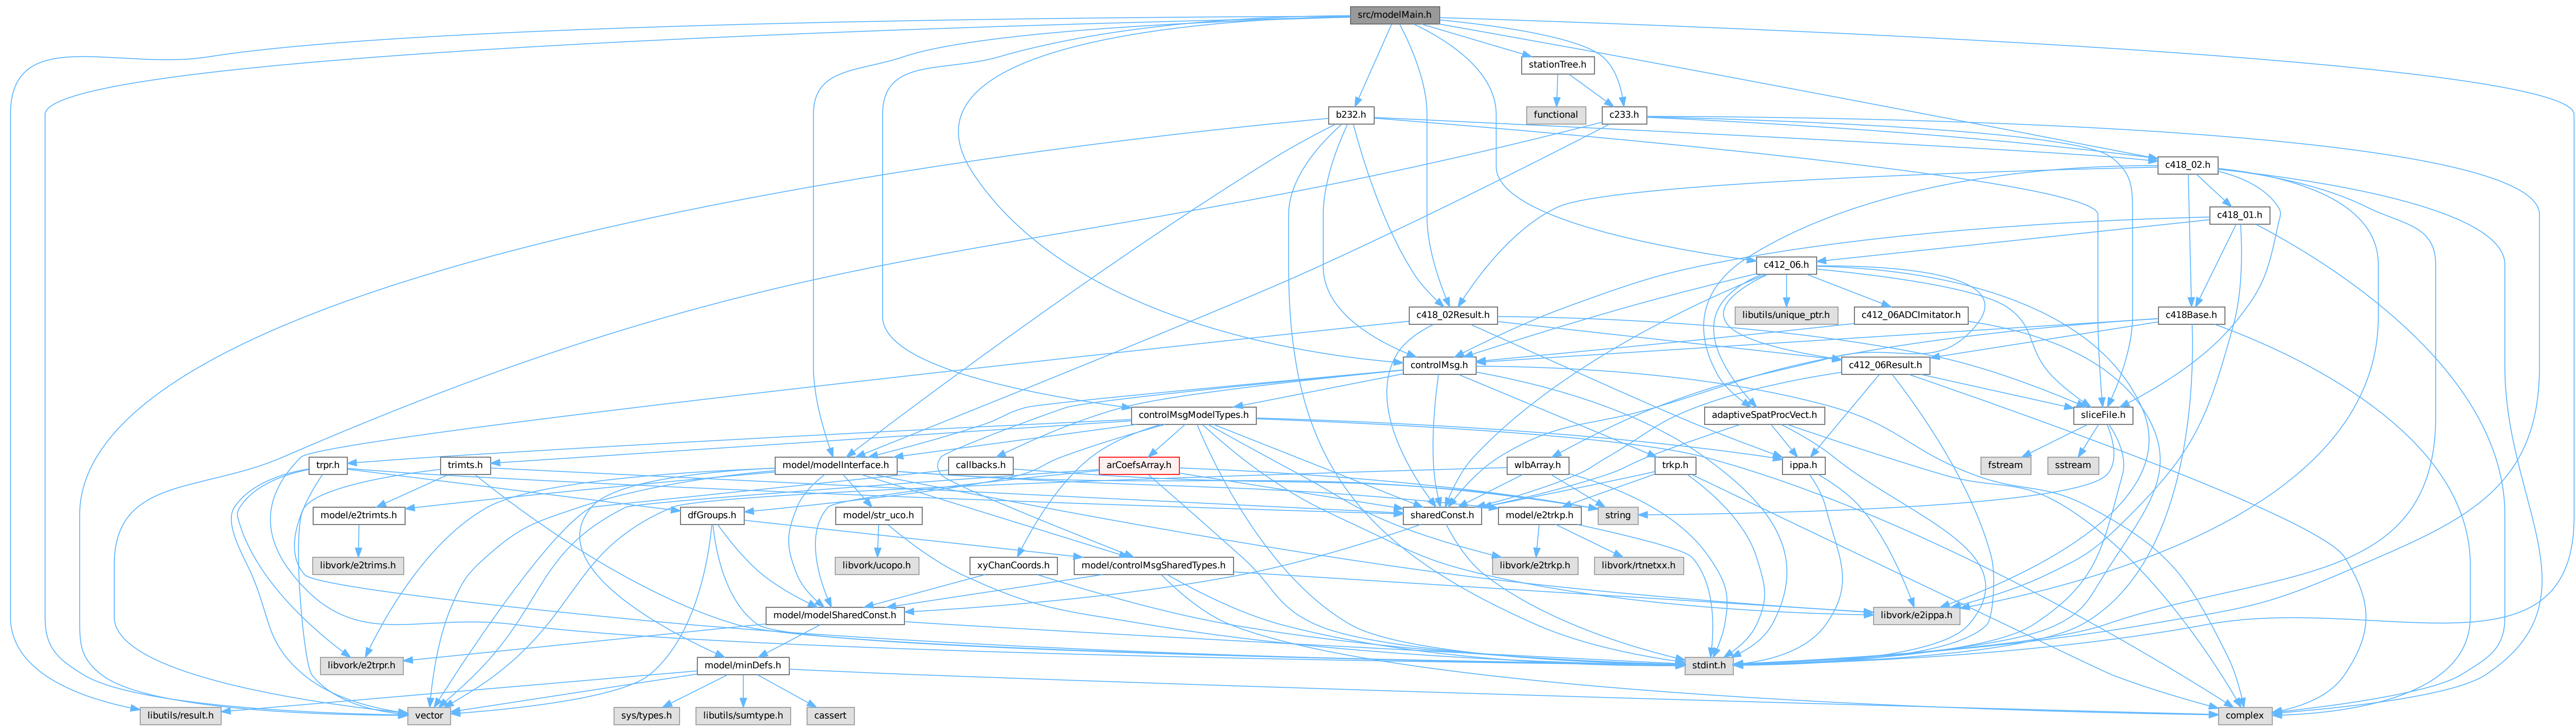 src/modelMain.h
stationTree.h
b232.h
functional
c233.h
c418_02.h
c418_01.h
c412_06.h
c418_02Result.h
libutils/unique_ptr.h
c412_06ADCImitator.h
c418Base.h
controlMsg.h
c412_06Result.h
controlMsgModelTypes.h
adaptiveSpatProcVect.h
sliceFile.h
trpr.h
trimts.h
model/modelInterface.h
callbacks.h
arCoefsArray.h
wlbArray.h
trkp.h
ippa.h
fstream
sstream
model/e2trimts.h
dfGroups.h
model/str_uco.h
sharedConst.h
model/e2trkp.h
string
libvork/e2trims.h
libvork/ucopo.h
xyChanCoords.h
model/controlMsgSharedTypes.h
libvork/e2trkp.h
libvork/rtnetxx.h
model/modelSharedConst.h
libvork/e2ippa.h
libvork/e2trpr.h
model/minDefs.h
stdint.h
libutils/result.h
vector
sys/types.h
libutils/sumtype.h
cassert
complex